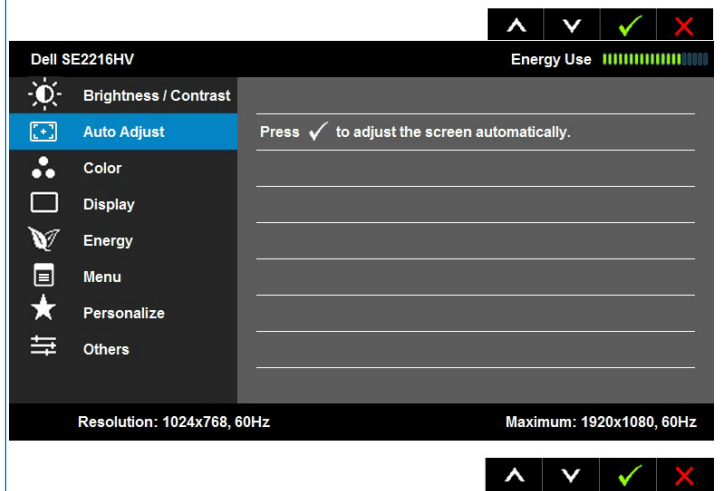 Dell SE2216HV Energy Use
Brightness / Contrast
Auto Adjust Press ✓ to adjust the screen automatically.
Color
Display
Energy
Menu
Personalize
Others
Resolution: 1024x768, 60Hz Maximum: 1920x1080, 60Hz